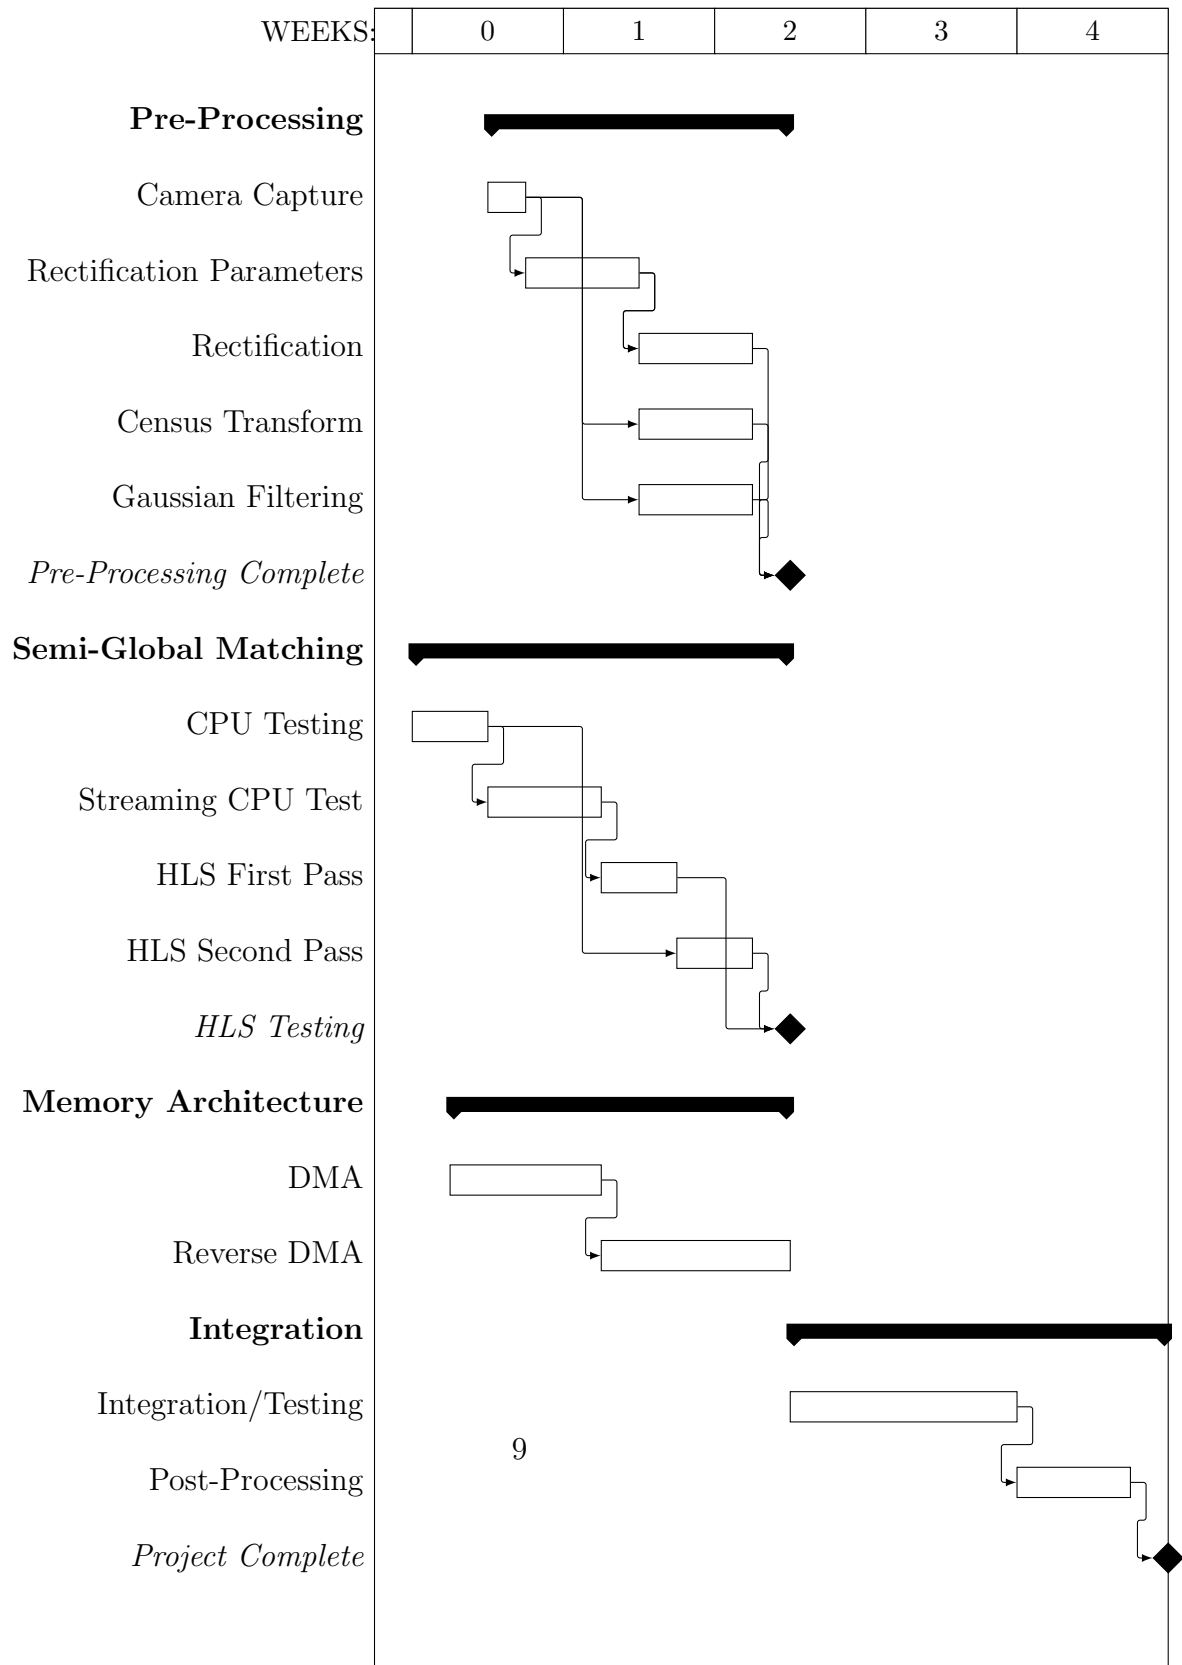 WEEKS: 0 1 2 3 4
Pre-Processing
Camera Capture
Rectification Parameters
Rectification
Census Transform
Gaussian Filtering
Pre-Processing Complete
Semi-Global Matching
CPU Testing
Streaming CPU Test
HLS First Pass
HLS Second Pass
HLS Testing
Memory Architecture
DMA
Reverse DMA
Integration
Integration/Testing
9
Post-Processing
Project Complete